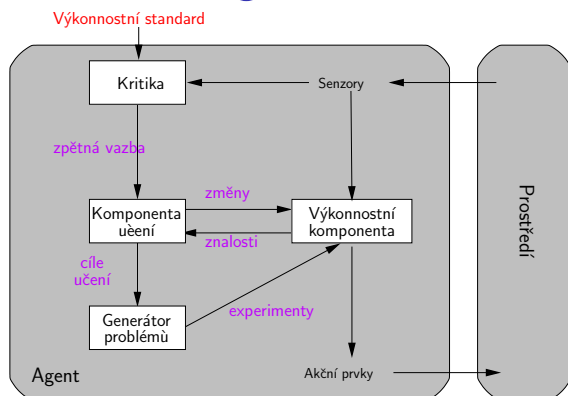 Výkonnostní standard
Kritika
Senzory
zpětná vazba
změny
Komponenta
uèení
Výkonnostní
komponenta
znalosti
cíle
učení
experimenty
Generátor
problémù
Agent
Akční prvky
Prostředí